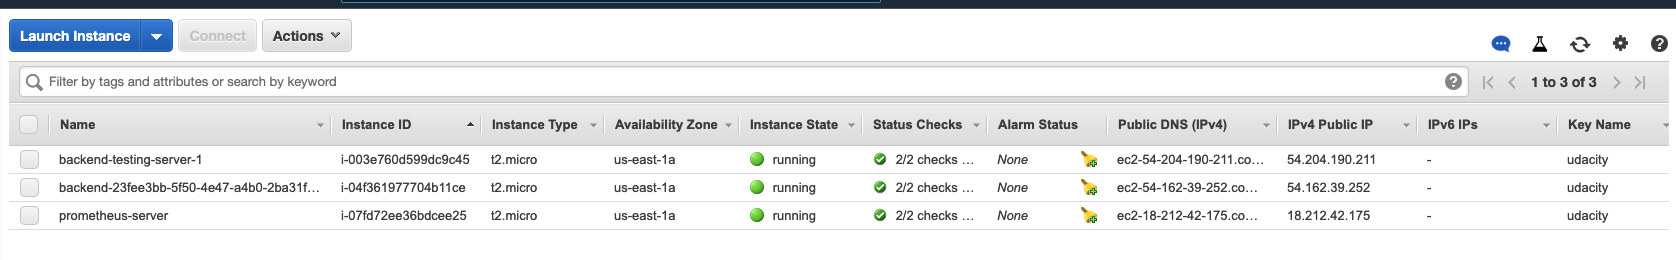 Launch Instance Connect Actions
Filter by tags and attributes or search by keyword 1 to 3 of 3
Name Instance ID Instance Type Availability Zone Instance State Status Checks Alarm Status Public DNS (IPv4) IPv4 Public IP IPv6 IPs Key Name
backend-testing-server-1 i-003e760d599dc9c45 t2.micro us-east-1a running 2/2 checks ... None ec2-54-204-190-211.co... 54.204.190.211 - udacity
backend-23fee3bb-5f50-4e47-a4b0-2ba31f... i-04f361977704b11ce t2.micro us-east-1a running 2/2 checks ... None ec2-54-162-39-252.co... 54.162.39.252 - udacity
prometheus-server i-07fd72ee36bdcee25 t2.micro us-east-1a running 2/2 checks ... None ec2-18-212-42-175.co... 18.212.42.175 - udacity